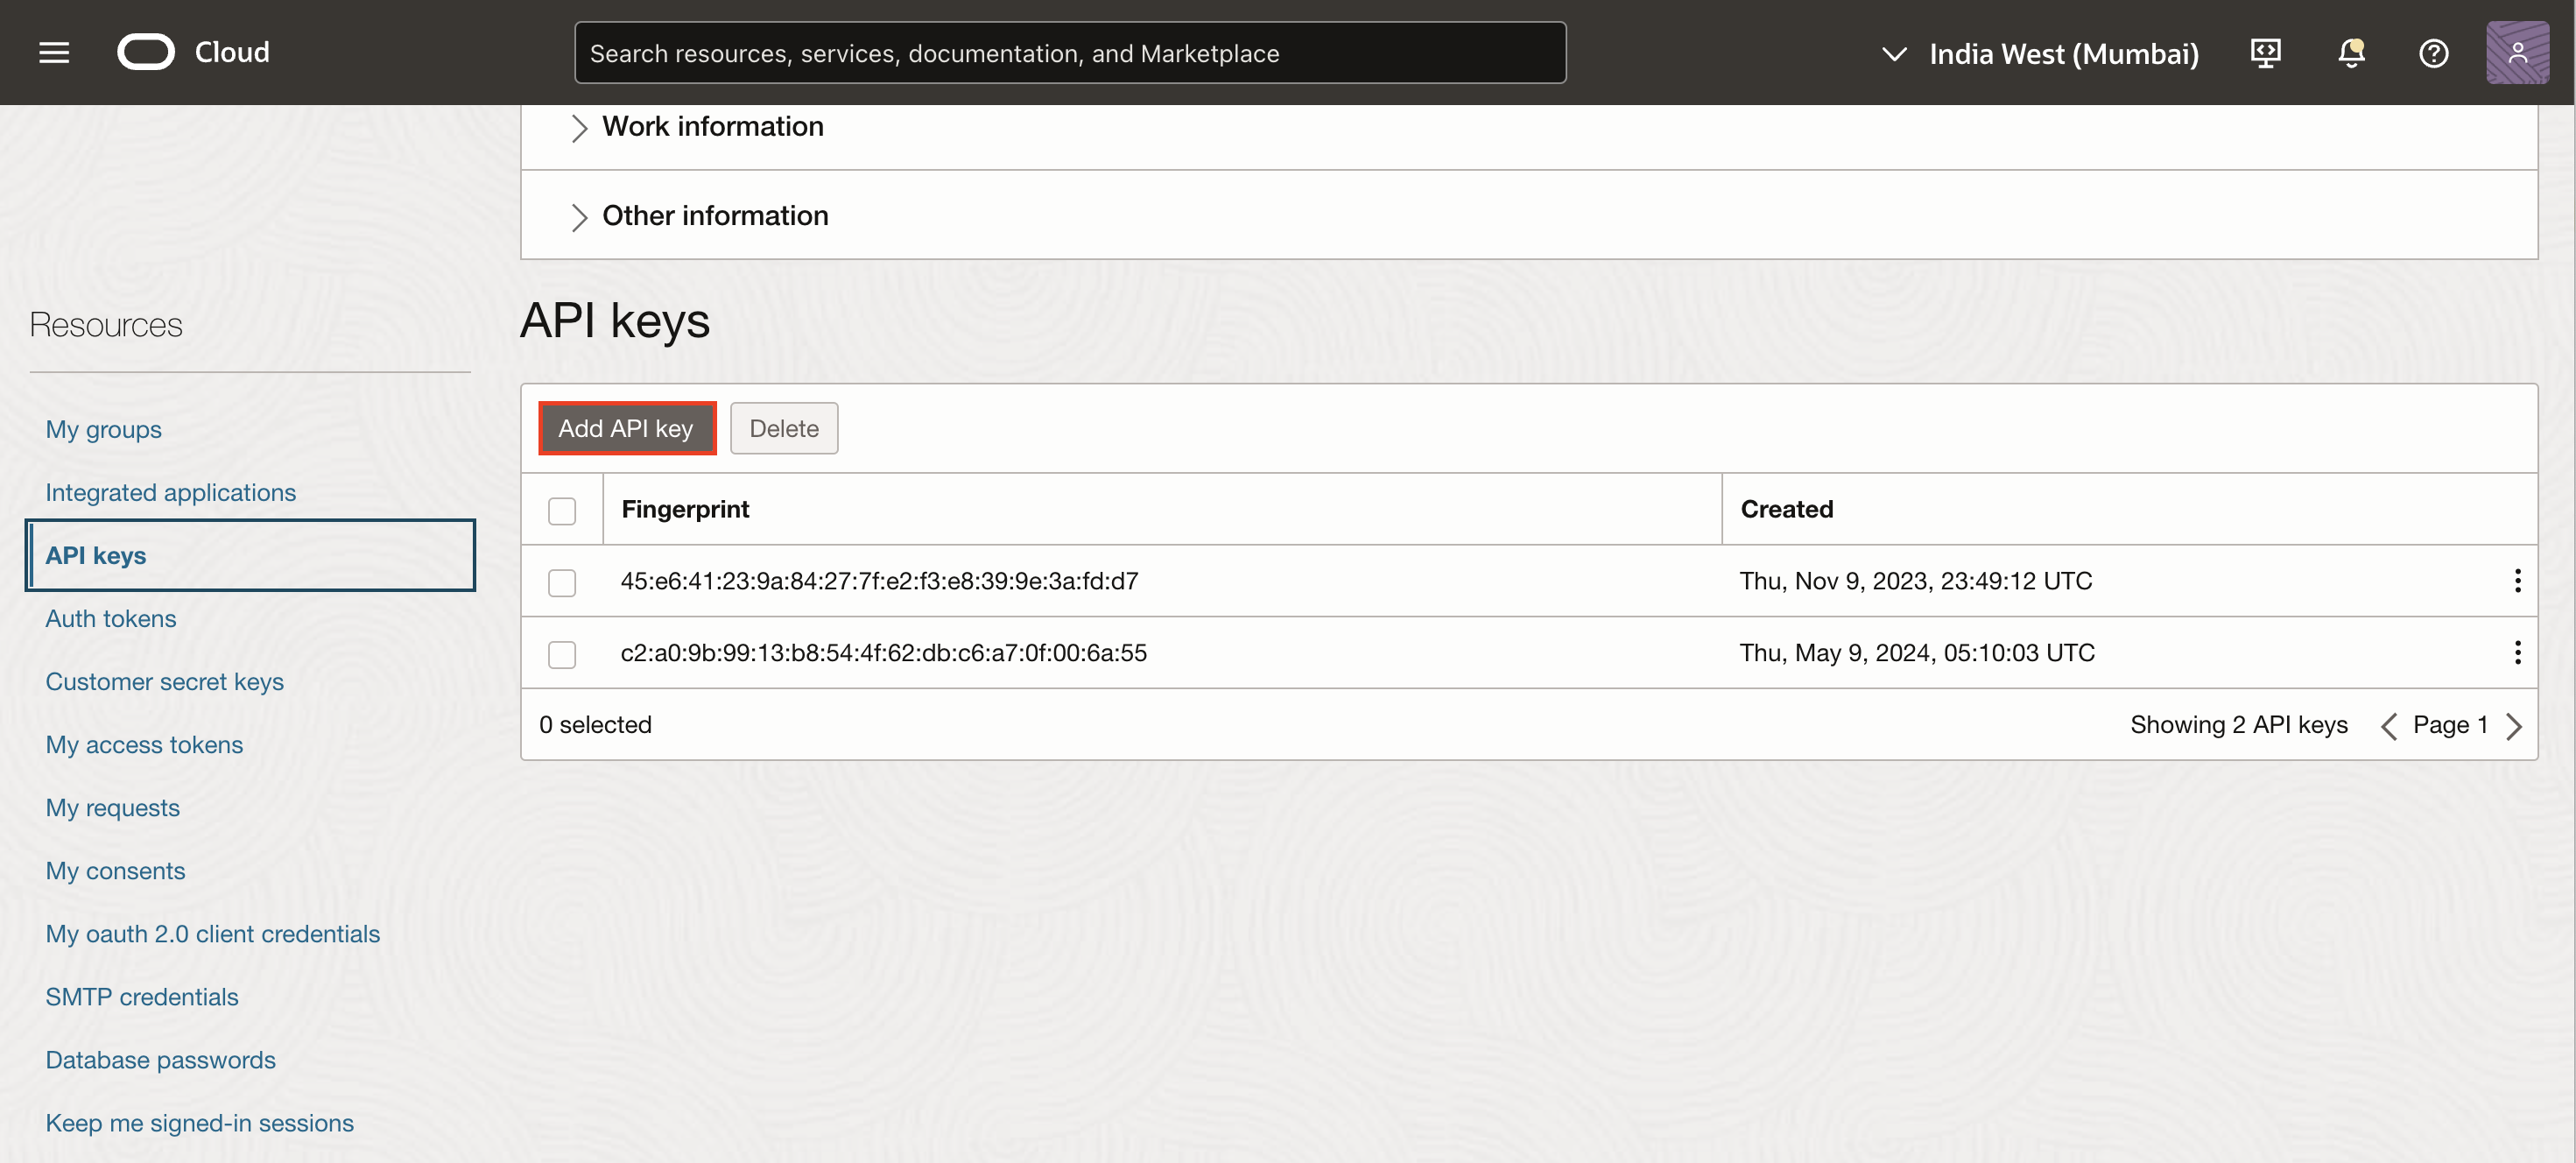 Cloud
Search resources, services, documentation, and Marketplace
India West (Mumbai)
Work information
Other information
Resources
My groups
Integrated applications
API keys
Auth tokens
Customer secret keys
My access tokens
My requests
My consents
My oauth 2.0 client credentials
SMTP credentials
Database passwords
Keep me signed-in sessions
API keys
Add API key Delete
Fingerprint Created
45:e6:41:23:9a:84:27:7f:e2:f3:e8:39:9e:3a:fd:d7 Thu, Nov 9, 2023, 23:49:12 UTC
c2:a0:9b:99:13:b8:54:4f:62:db:c6:a7:0f:00:6a:55 Thu, May 9, 2024, 05:10:03 UTC
0 selected Showing 2 API keys Page 1